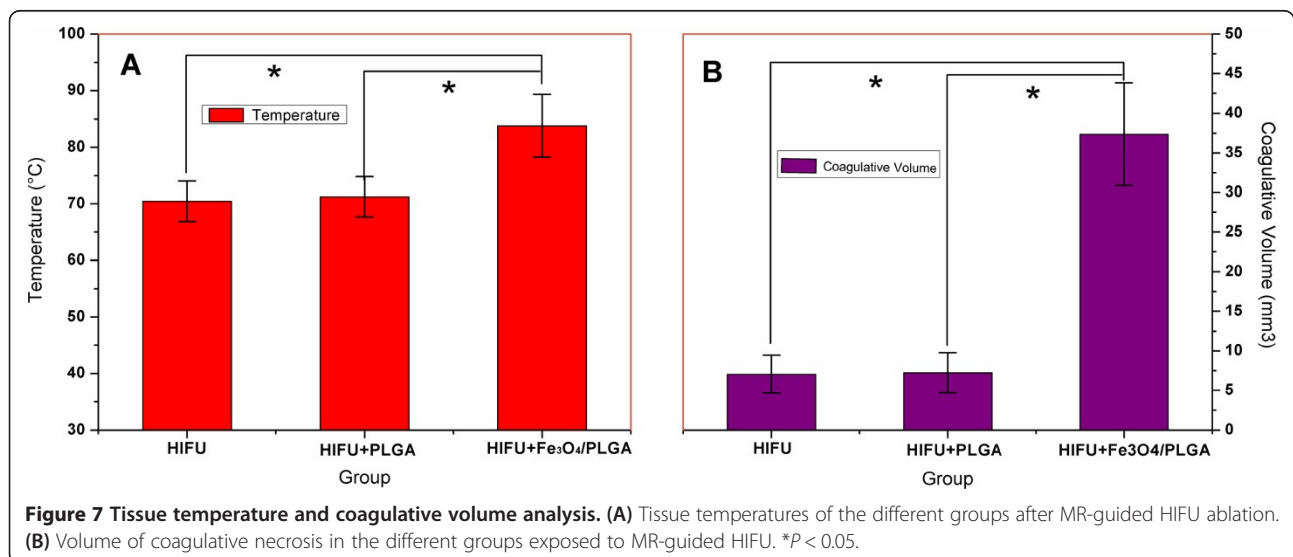 A
Temperature
*
*
100
90
80
70
60
50
40
30
Temperature (°C)
HIFU
HIFU+PLGA
HIFU+Fe₃O₄/PLGA
Group
B
Coagulative Volume
*
*
50
45
40
35
30
25
20
15
10
5
0
Coagulative Volume (mm3)
HIFU
HIFU+PLGA
HIFU+Fe3O4/PLGA
Group
Figure 7 Tissue temperature and coagulative volume analysis. (A) Tissue temperatures of the different groups after MR-guided HIFU ablation.
(B) Volume of coagulative necrosis in the different groups exposed to MR-guided HIFU. *P < 0.05.